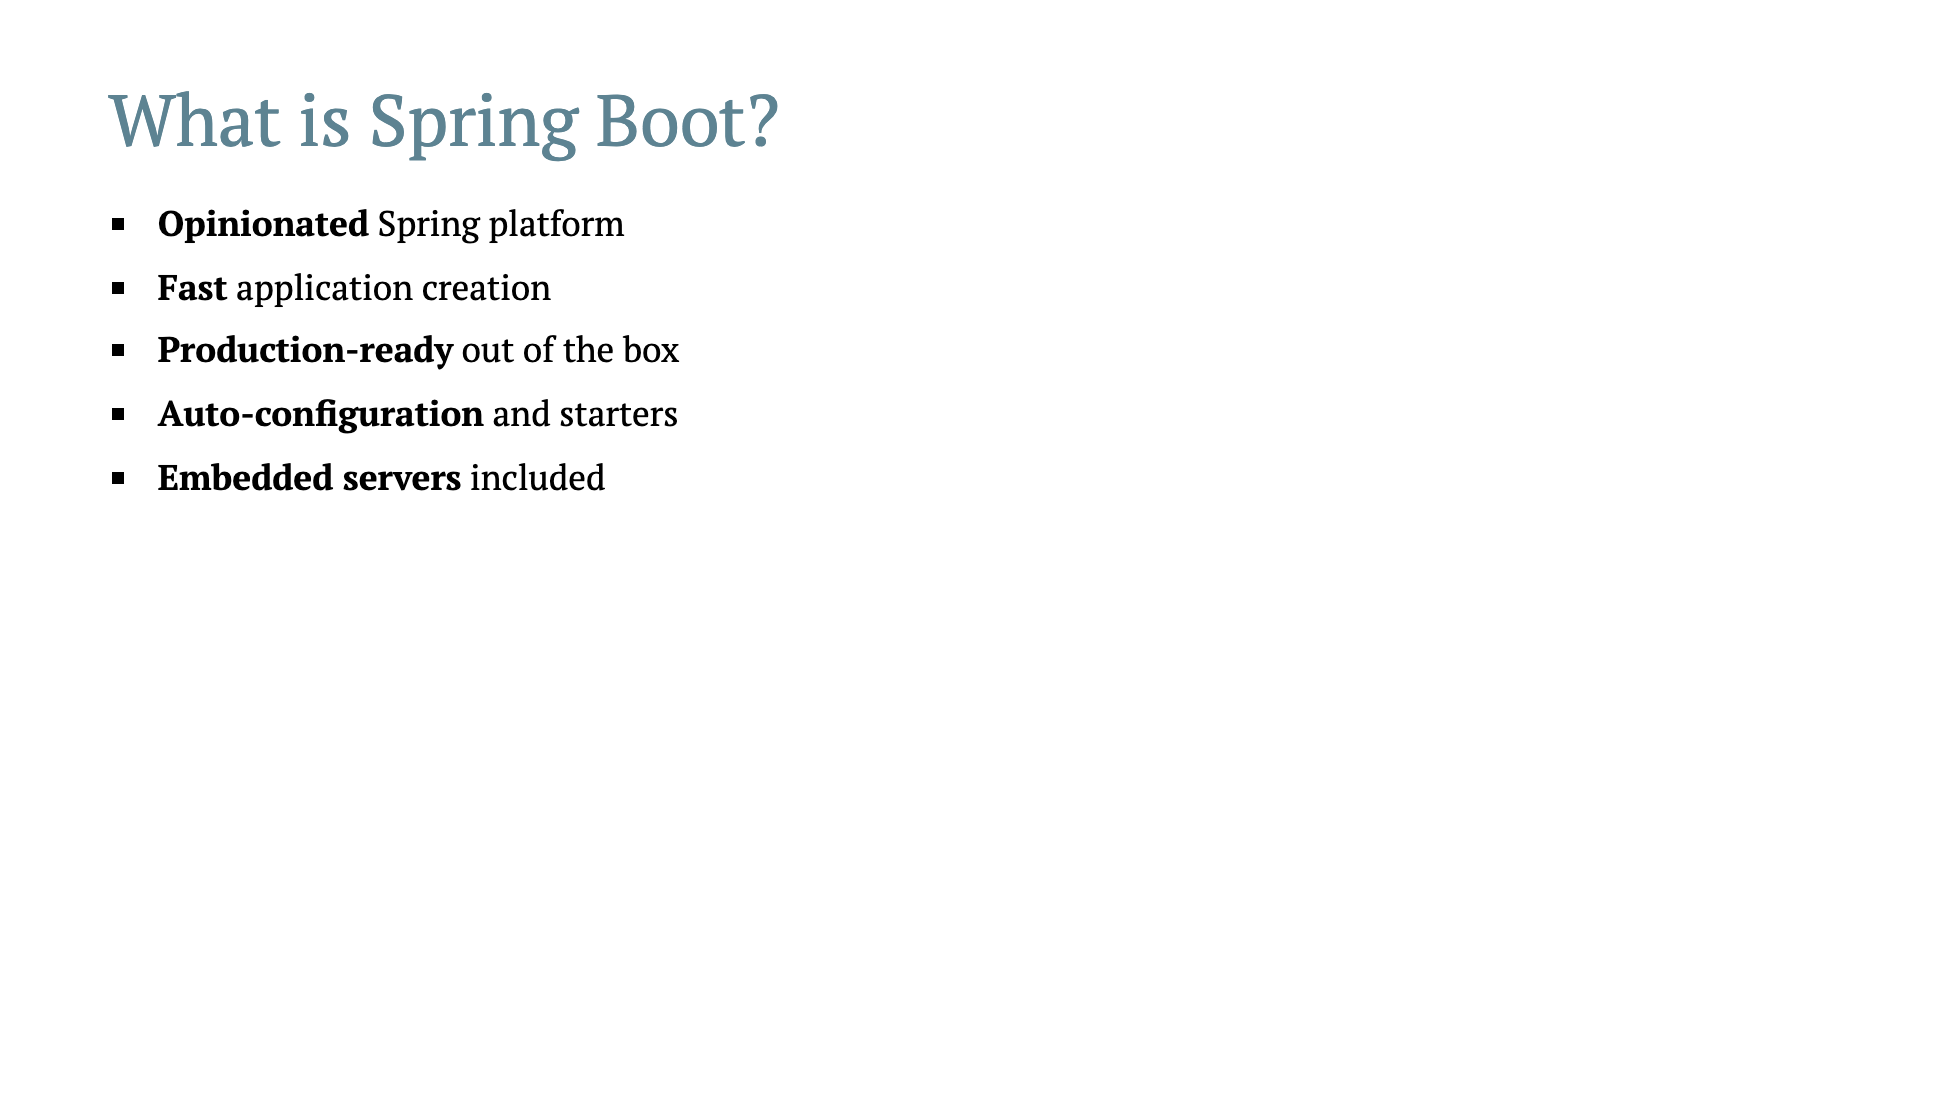 What is Spring Boot?
▪ Opinionated Spring platform
▪ Fast application creation
▪ Production-ready out of the box
▪ Auto-configuration and starters
▪ Embedded servers included